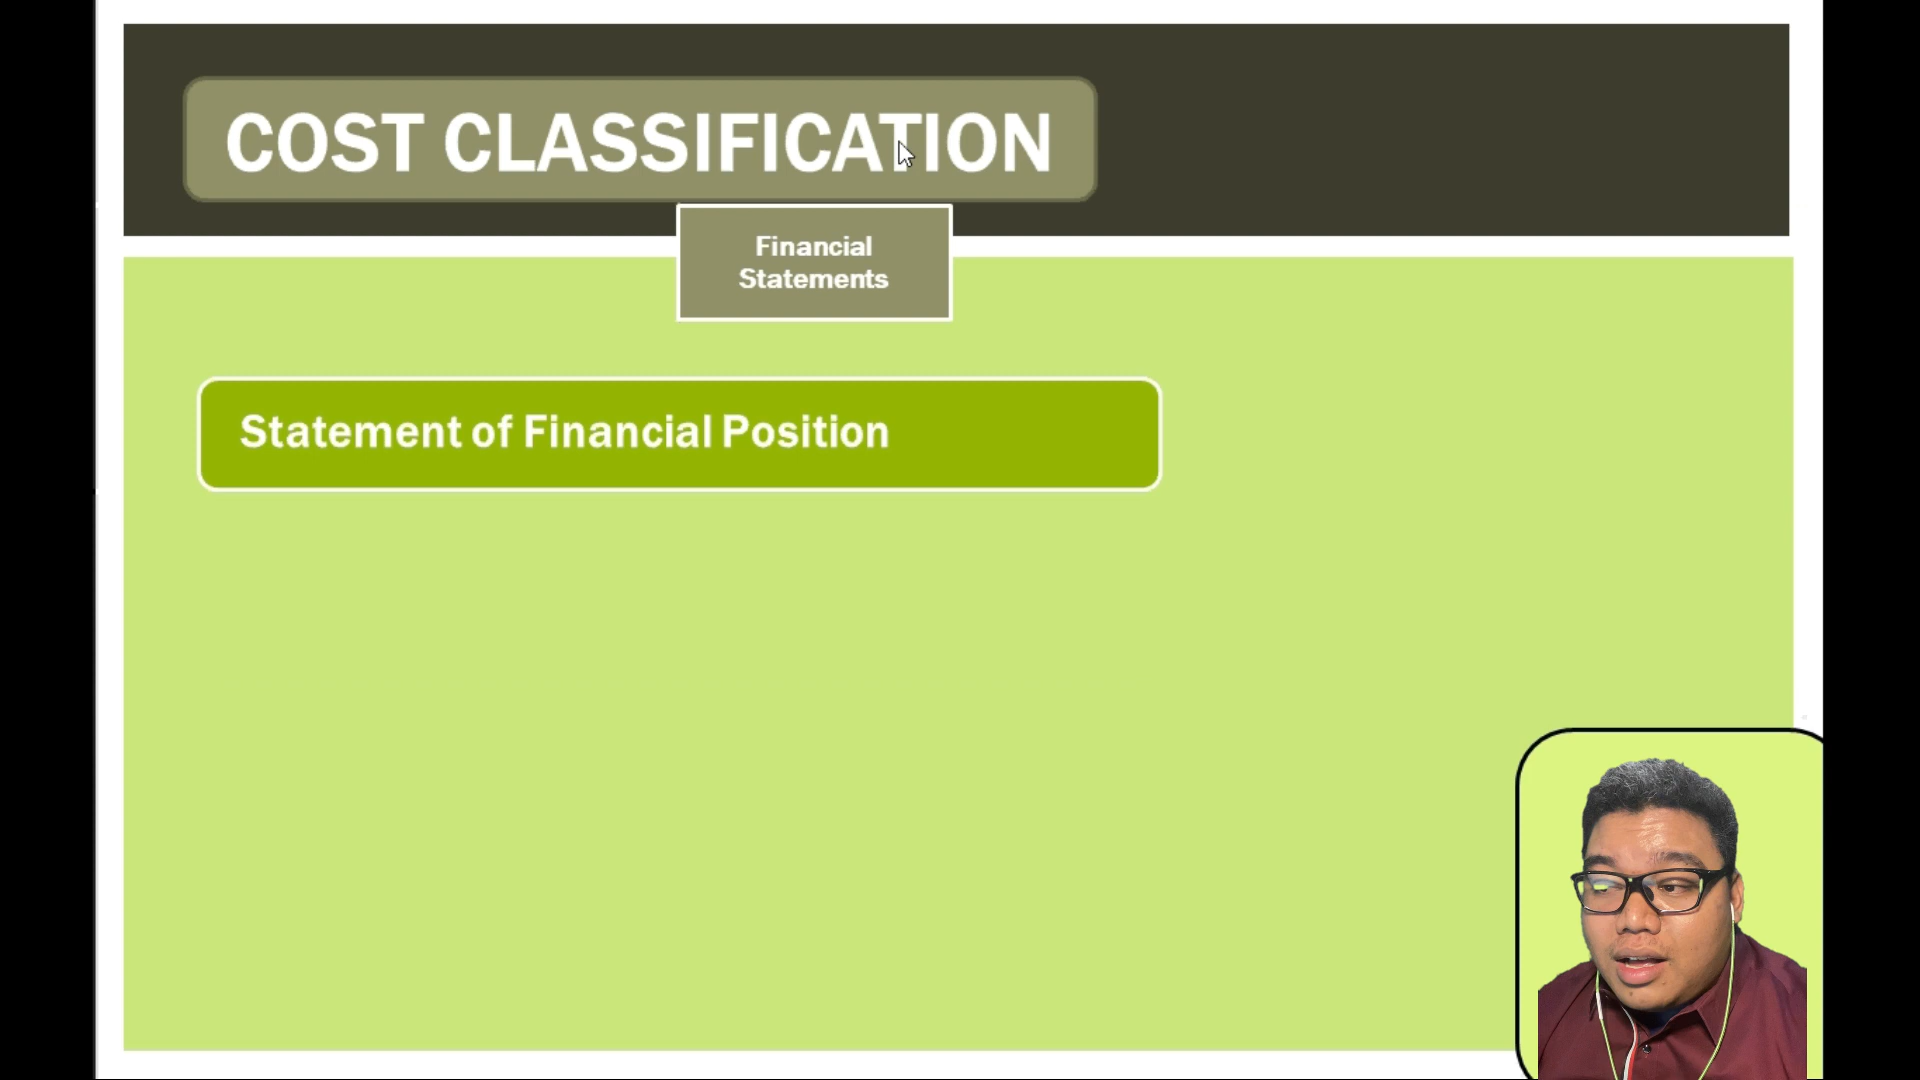 COST CLASSIFICATION
Financial
Statements
Statement of Financial Position